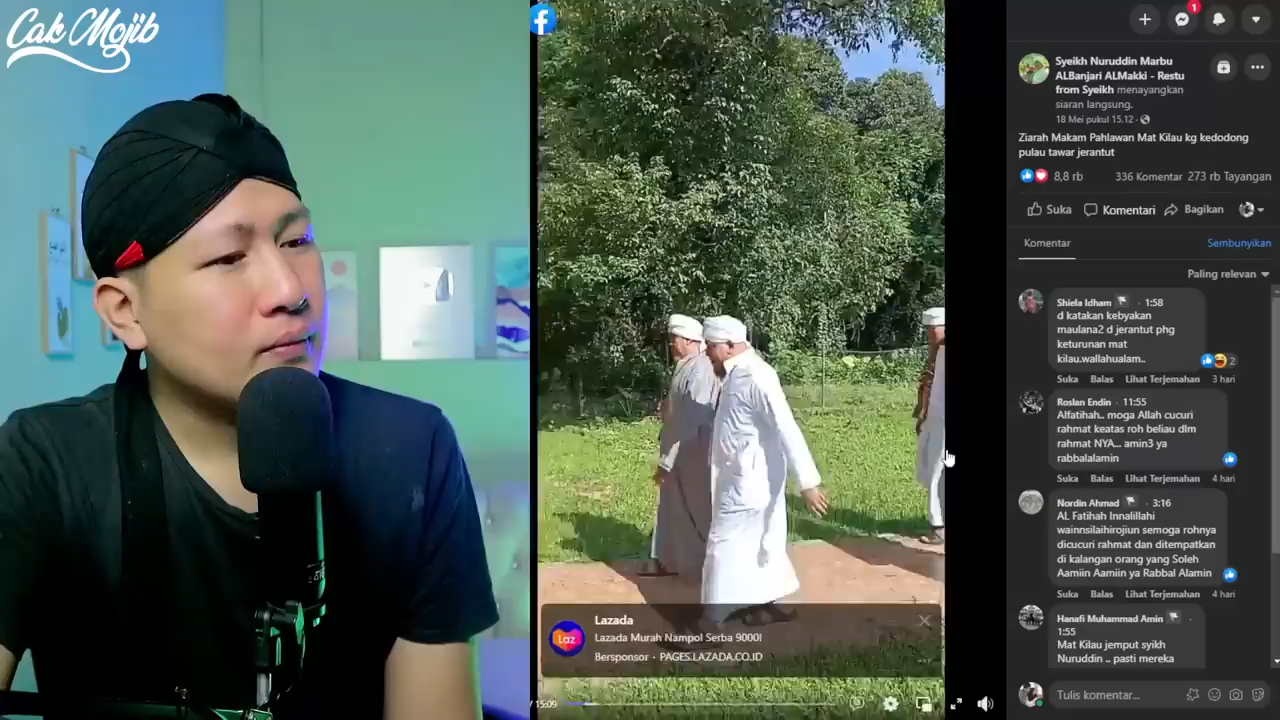 Cak Mojib
1
Syeikh Nuruddin Marbu
ALBanjari ALMakki - Restu
from Syeikh menayangkan
siaran langsung.
18 Mei pukul 15.12 ·
Ziarah Makam Pahlawan Mat Kilau kg kedodong
pulau tawar jerantut
8,8 rb
336 Komentar 273 rb Tayangan
Suka Komentari Bagikan
Komentar
Sembunyikan
Paling relevan
Shiela Idham · 1:58
d katakan kebyakan
maulana2 d jerantut phg
keturunan mat
kilau.wallahualam..
2
Suka Balas Lihat Terjemahan 3 hari
Roslan Endin · 11:55
Alfatihah.. moga Allah cucuri
rahmat keatas roh beliau dlm
rahmat NYA... amin3 ya
rabbalalamin
Suka Balas Lihat Terjemahan 4 hari
Nordin Ahmad · 3:16
AL Fatihah Innalillahi
wainnsilaihirojiun semoga rohnya
dicucuri rahmat dan ditempatkan
di kalangan orang yang Soleh
Aamiin Aamiin ya Rabbal Alamin
Suka Balas Lihat Terjemahan 4 hari
Hanafi Muhammad Amin ·
1:55
Mat Kilau jemput syikh
Nuruddin .. pasti mereka
Tulis komentar...
Lazada
Laz
Lazada Murah Nampol Serba 9000!
Bersponsor · PAGES.LAZADA.CO.ID
/ 15:09